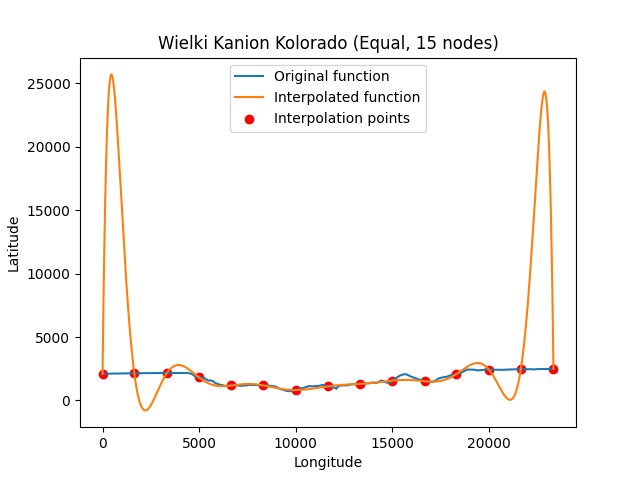 Wielki Kanion Kolorado (Equal, 15 nodes)
Original function
Interpolated function
Interpolation points
25000
20000
15000
10000
5000
0
Latitude
0 5000 10000 15000 20000
Longitude